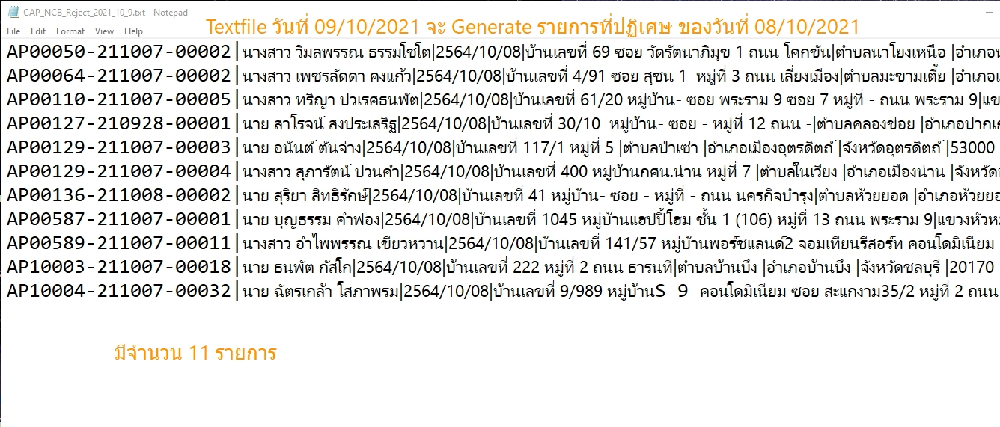 CAP_NCB_Reject_2021_10_9.txt - Notepad
Textfile วันที่ 09/10/2021 จะ Generate รายการที่ปฏิเศษ ของวันที่ 08/10/2021
File Edit Format View Help
AP00050-211007-00002|นางสาว วิมลพรรณ ธรรมโชโต|2564/10/08|บ้านเลขที่ 69 ซอย วัดรัตนาภิมุข 1 ถนน โคกขัน|ตำบลนาโยงเหนือ |อำเภอน
AP00064-211007-00002|นางสาว เพชรลัดดา คงแก้ว|2564/10/08|บ้านเลขที่ 4/91 ซอย สุชน 1  หมู่ที่ 3 ถนน เลี่ยงเมือง|ตำบลมะขามเตี้ย |อำเภอเ
AP00110-211007-00005|นางสาว ทริญา ปวเรศธนพัต|2564/10/08|บ้านเลขที่ 61/20 หมู่บ้าน- ซอย พระราม 9 ซอย 7 หมู่ที่ - ถนน พระราม 9|แขว
AP00127-210928-00001|นาย สาโรจน์ สงประเสริฐ|2564/10/08|บ้านเลขที่ 30/10  หมู่บ้าน- ซอย - หมู่ที่ 12 ถนน -|ตำบลคลองข่อย |อำเภอปากเก
AP00129-211007-00003|นาย อนันต์ ตันจ่าง|2564/10/08|บ้านเลขที่ 117/1 หมู่ที่ 5 |ตำบลป่าเซ่า |อำเภอเมืองอุตรดิตถ์ |จังหวัดอุตรดิตถ์ |53000
AP00129-211007-00004|นางสาว สุภารัตน์ ปวนคำ|2564/10/08|บ้านเลขที่ 400 หมู่บ้านกศน.น่าน หมู่ที่ 7 |ตำบลในเวียง |อำเภอเมืองน่าน |จังหวัดน
AP00136-211008-00002|นาย สุริยา สิทธิรักษ์|2564/10/08|บ้านเลขที่ 41 หมู่บ้าน- ซอย - หมู่ที่ - ถนน นครกิจบำรุง|ตำบลห้วยยอด |อำเภอห้วยยอ
AP00587-211007-00001|นาย บุญธรรม คำฟอง|2564/10/08|บ้านเลขที่ 1045 หมู่บ้านแฮปปี้โฮม ชั้น 1 (106) หมู่ที่ 13 ถนน พระราม 9|แขวงหัวห
AP00589-211007-00011|นางสาว อำไพพรรณ เขียวหวาน|2564/10/08|บ้านเลขที่ 141/57 หมู่บ้านพอร์ชแลนด์2 จอมเทียนรีสอร์ท คอนโดมิเนียม
AP10003-211007-00018|นาย ธนพัต กัสโก|2564/10/08|บ้านเลขที่ 222 หมู่ที่ 2 ถนน ธารนที|ตำบลบ้านบึง |อำเภอบ้านบึง |จังหวัดชลบุรี |20170
AP10004-211007-00032|นาย ฉัตรเกล้า โสภาพรม|2564/10/08|บ้านเลขที่ 9/989 หมู่บ้านS 9  คอนโดมิเนียม ซอย สะแกงาม35/2 หมู่ที่ 2 ถนน
มีจำนวน 11 รายการ